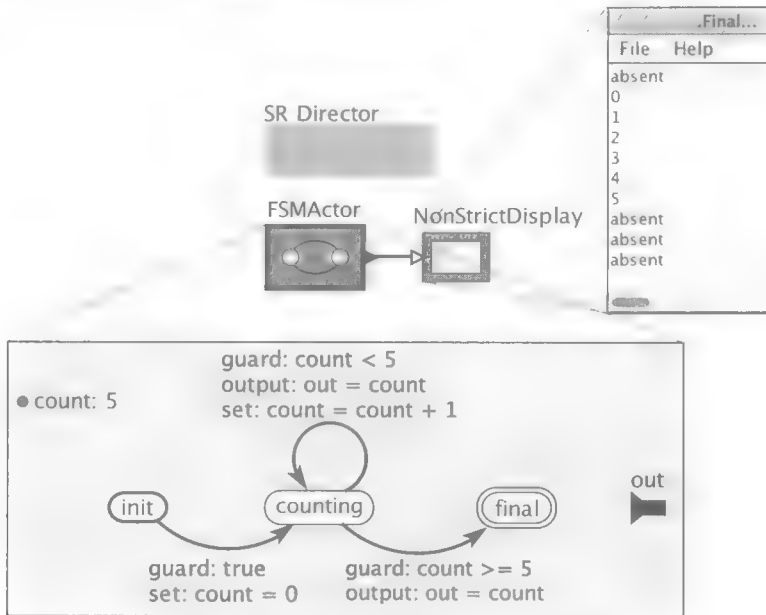 .Final...
File Help
absent
0
1
2
3
4
5
absent
absent
absent
SR Director
FSMActor
NonStrictDisplay
guard: count < 5
output: out = count
set: count = count + 1
count: 5
init
counting
final
out
guard: true
set: count = 0
guard: count >= 5
output: out = count